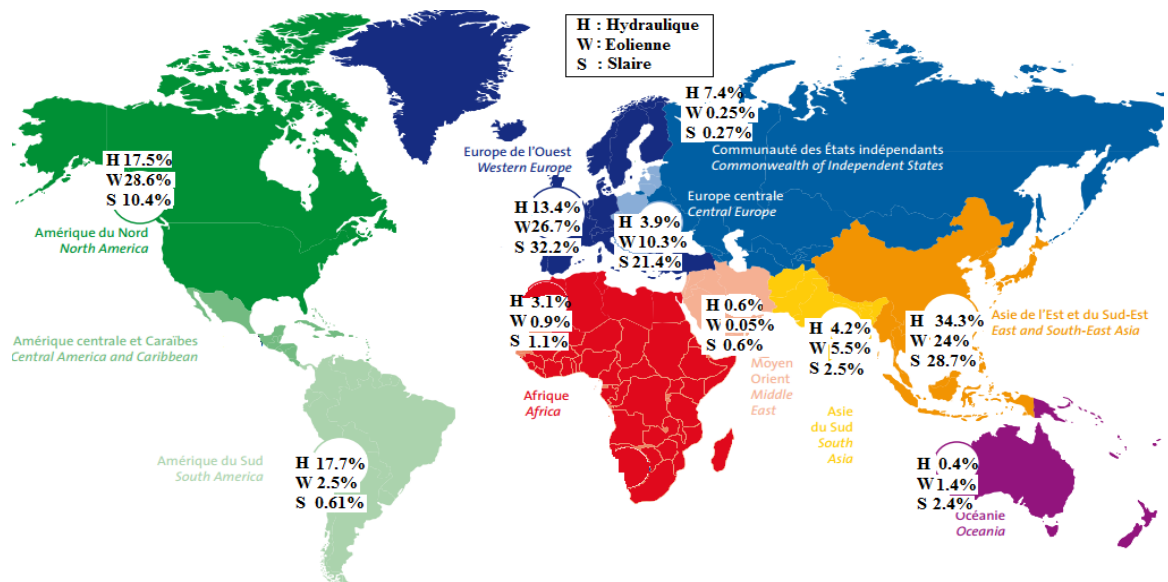 H : Hydraulique
W : Eolienne
S : Slaire
H 7.4%
W 0.25%
S 0.27%
Communauté des États indépendants
Commonwealth of Independent States
Europe de l'Ouest
Western Europe
H 17.5%
W 28.6%
S 10.4%
Amérique du Nord
North America
H 13.4%
W 26.7%
S 32.2%
Europe centrale
Central Europe
H 3.9%
W 10.3%
S 21.4%
H 3.1%
W 0.9%
S 1.1%
Afrique
Africa
H 0.6%
W 0.05%
S 0.6%
Moyen
Orient
Middle
East
H 4.2%
W 5.5%
S 2.5%
Asie
du Sud
South
Asia
H 34.3%
W 24%
S 28.7%
Asie de l'Est et du Sud-Est
East and South-East Asia
Amérique centrale et Caraïbes
Central America and Caribbean
Amérique du Sud
South America
H 17.7%
W 2.5%
S 0.61%
H 0.4%
W 1.4%
S 2.4%
Océanie
Oceania